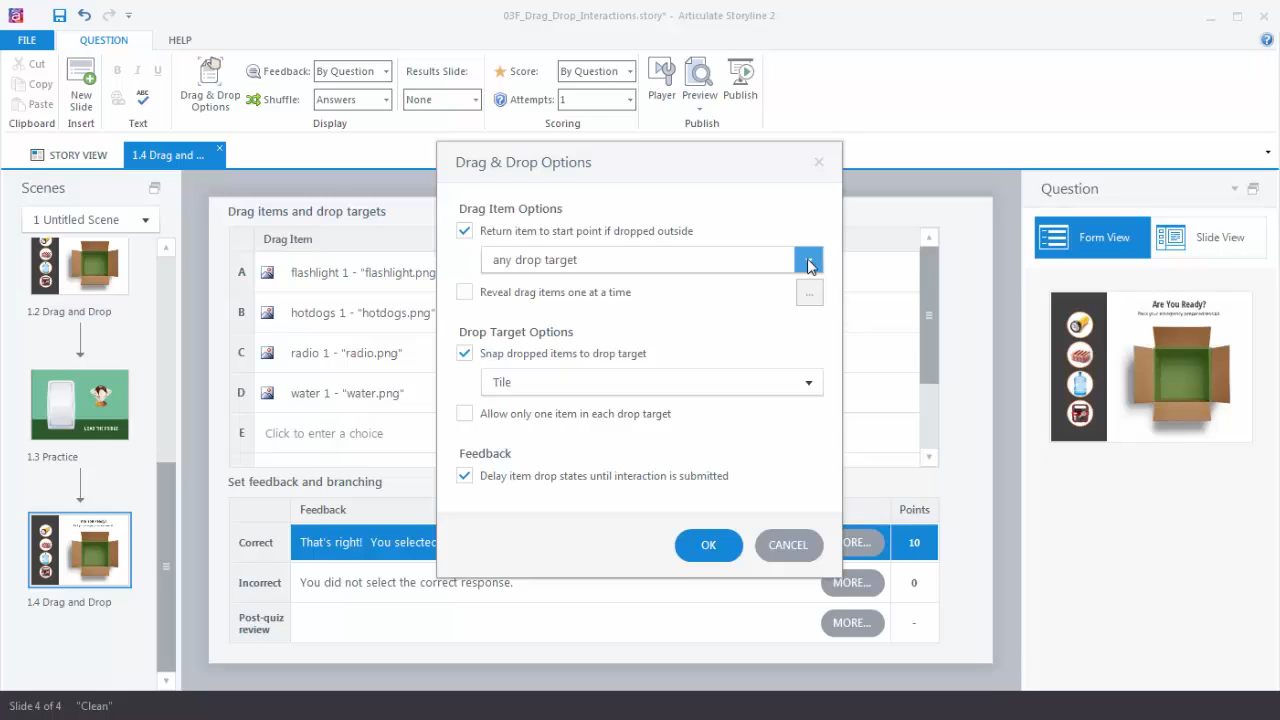 03F_Drag_Drop_Interactions.story* - Articulate Storyline 2
FILE
QUESTION
HELP
Cut
Copy
Paste
Clipboard
New
Slide
Insert
B I U
ABC
Text
Drag & Drop
Options
Feedback: By Question
Shuffle: Answers
Display
Results Slide:
None
Score: By Question
Attempts: 1
Scoring
Player
Preview
Publish
Publish
STORY VIEW
1.4 Drag and ...
Scenes
1 Untitled Scene
1.2 Drag and Drop
1.3 Practice
1.4 Drag and Drop
Drag items and drop targets
Drag Item
A flashlight 1 - "flashlight.png
B hotdogs 1 - "hotdogs.png"
C radio 1 - "radio.png"
D water 1 - "water.png"
E Click to enter a choice
Set feedback and branching
Feedback
Points
Correct That's right! You selected ORE... 10
Incorrect You did not select the correct response. MORE... 0
Post-quiz
review MORE... -
Drag & Drop Options
Drag Item Options
Return item to start point if dropped outside
any drop target
Reveal drag items one at a time
...
Drop Target Options
Snap dropped items to drop target
Tile
Allow only one item in each drop target
Feedback
Delay item drop states until interaction is submitted
OK
CANCEL
Question
Form View
Slide View
Are You Ready?
Slide 4 of 4 "Clean"